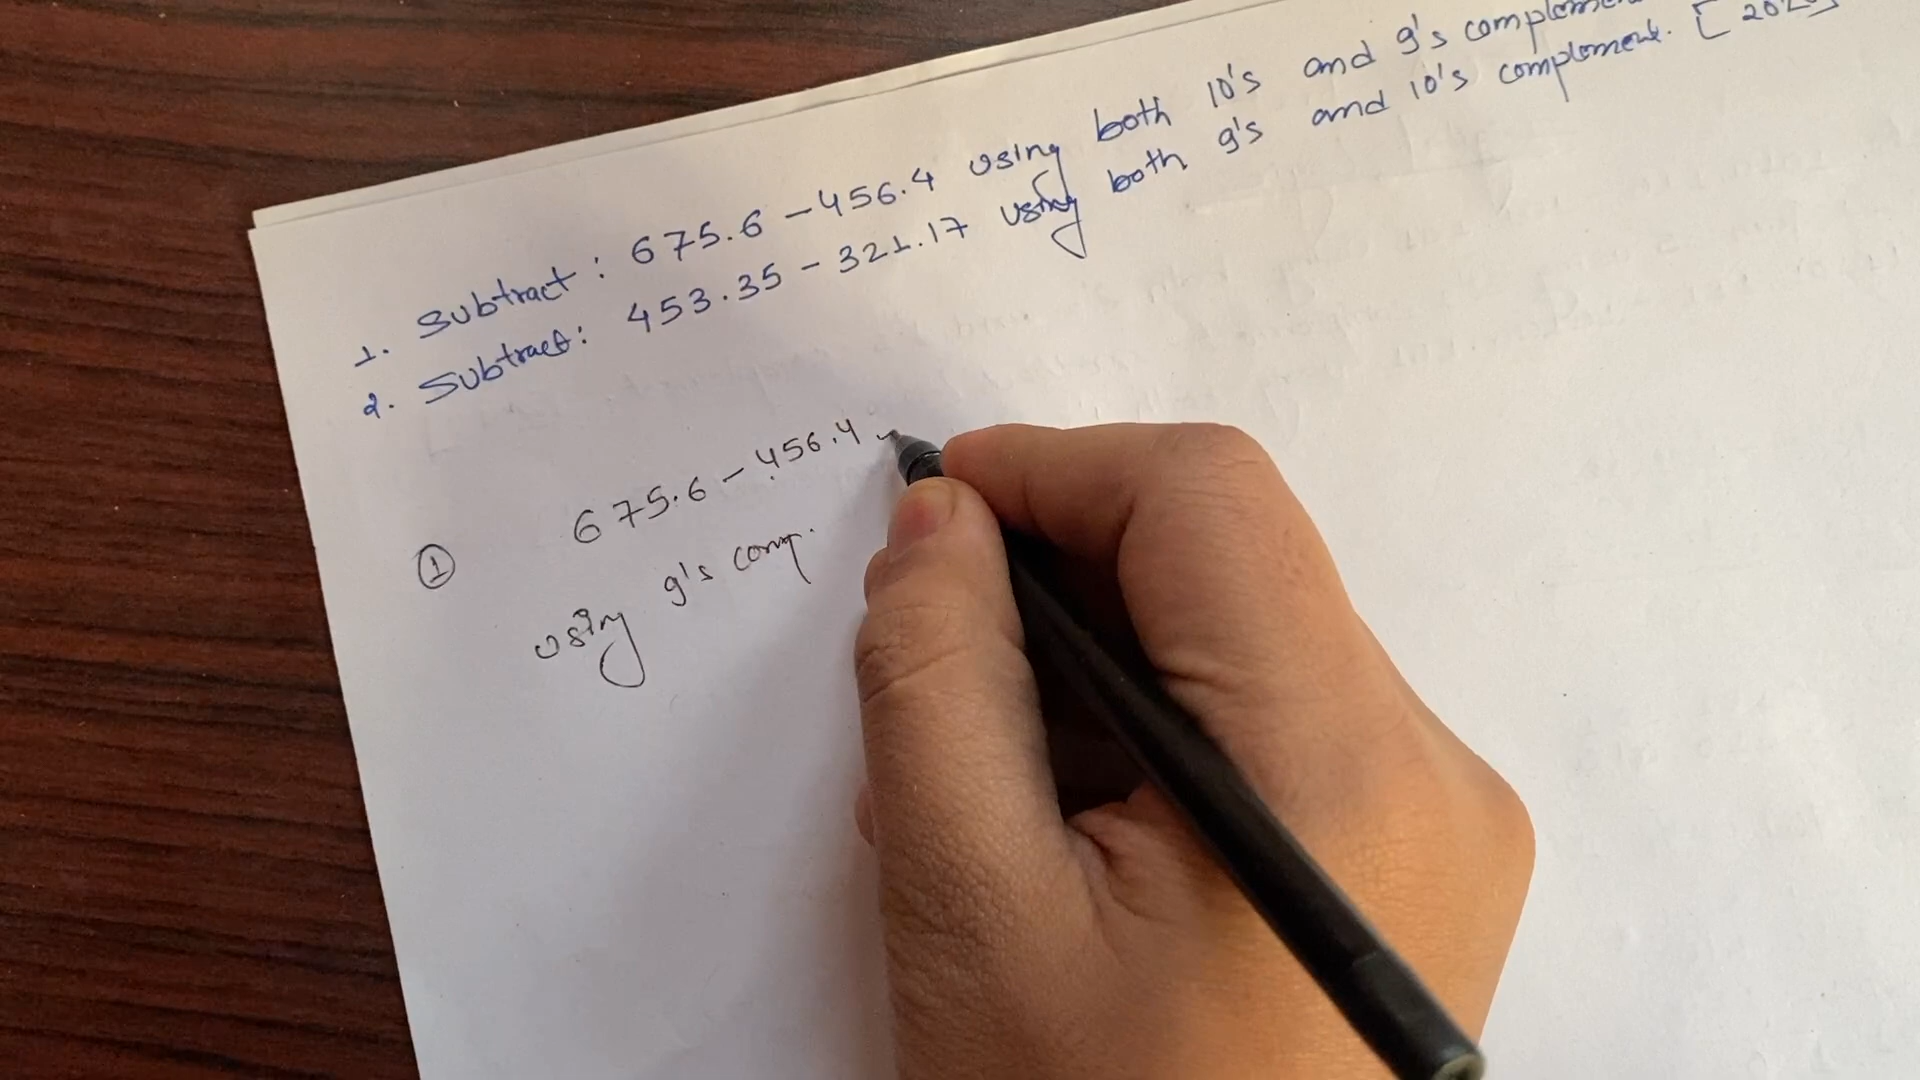 1. Subtract : 675.6 - 456.4 using both 10's and 9's
2. Subtract: 453.35 - 321.17 using both 9's and 10's complement.
① 675.6 - 456.4
using 9's comp.